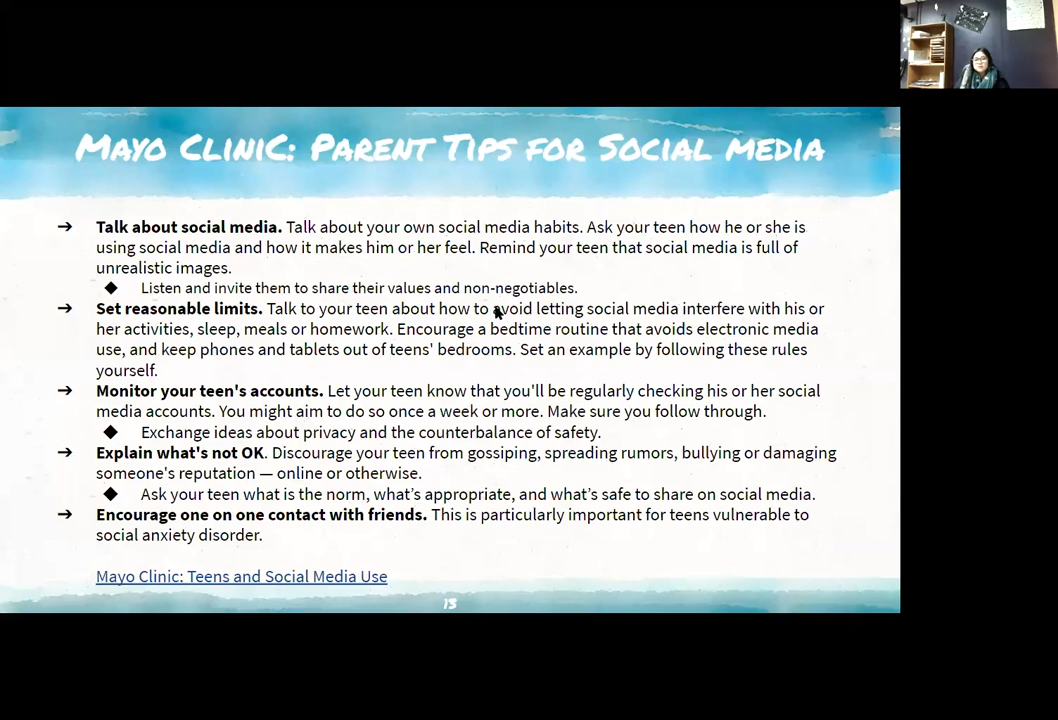 Mayo Clinic: Parent Tips for Social media
➔ Talk about social media. Talk about your own social media habits. Ask your teen how he or she is
using social media and how it makes him or her feel. Remind your teen that social media is full of
unrealistic images.
◆ Listen and invite them to share their values and non-negotiables.
➔ Set reasonable limits. Talk to your teen about how to avoid letting social media interfere with his or
her activities, sleep, meals or homework. Encourage a bedtime routine that avoids electronic media
use, and keep phones and tablets out of teens' bedrooms. Set an example by following these rules
yourself.
➔ Monitor your teen's accounts. Let your teen know that you'll be regularly checking his or her social
media accounts. You might aim to do so once a week or more. Make sure you follow through.
◆ Exchange ideas about privacy and the counterbalance of safety.
➔ Explain what's not OK. Discourage your teen from gossiping, spreading rumors, bullying or damaging
someone's reputation — online or otherwise.
◆ Ask your teen what is the norm, what’s appropriate, and what’s safe to share on social media.
➔ Encourage one on one contact with friends. This is particularly important for teens vulnerable to
social anxiety disorder.
Mayo Clinic: Teens and Social Media Use
13